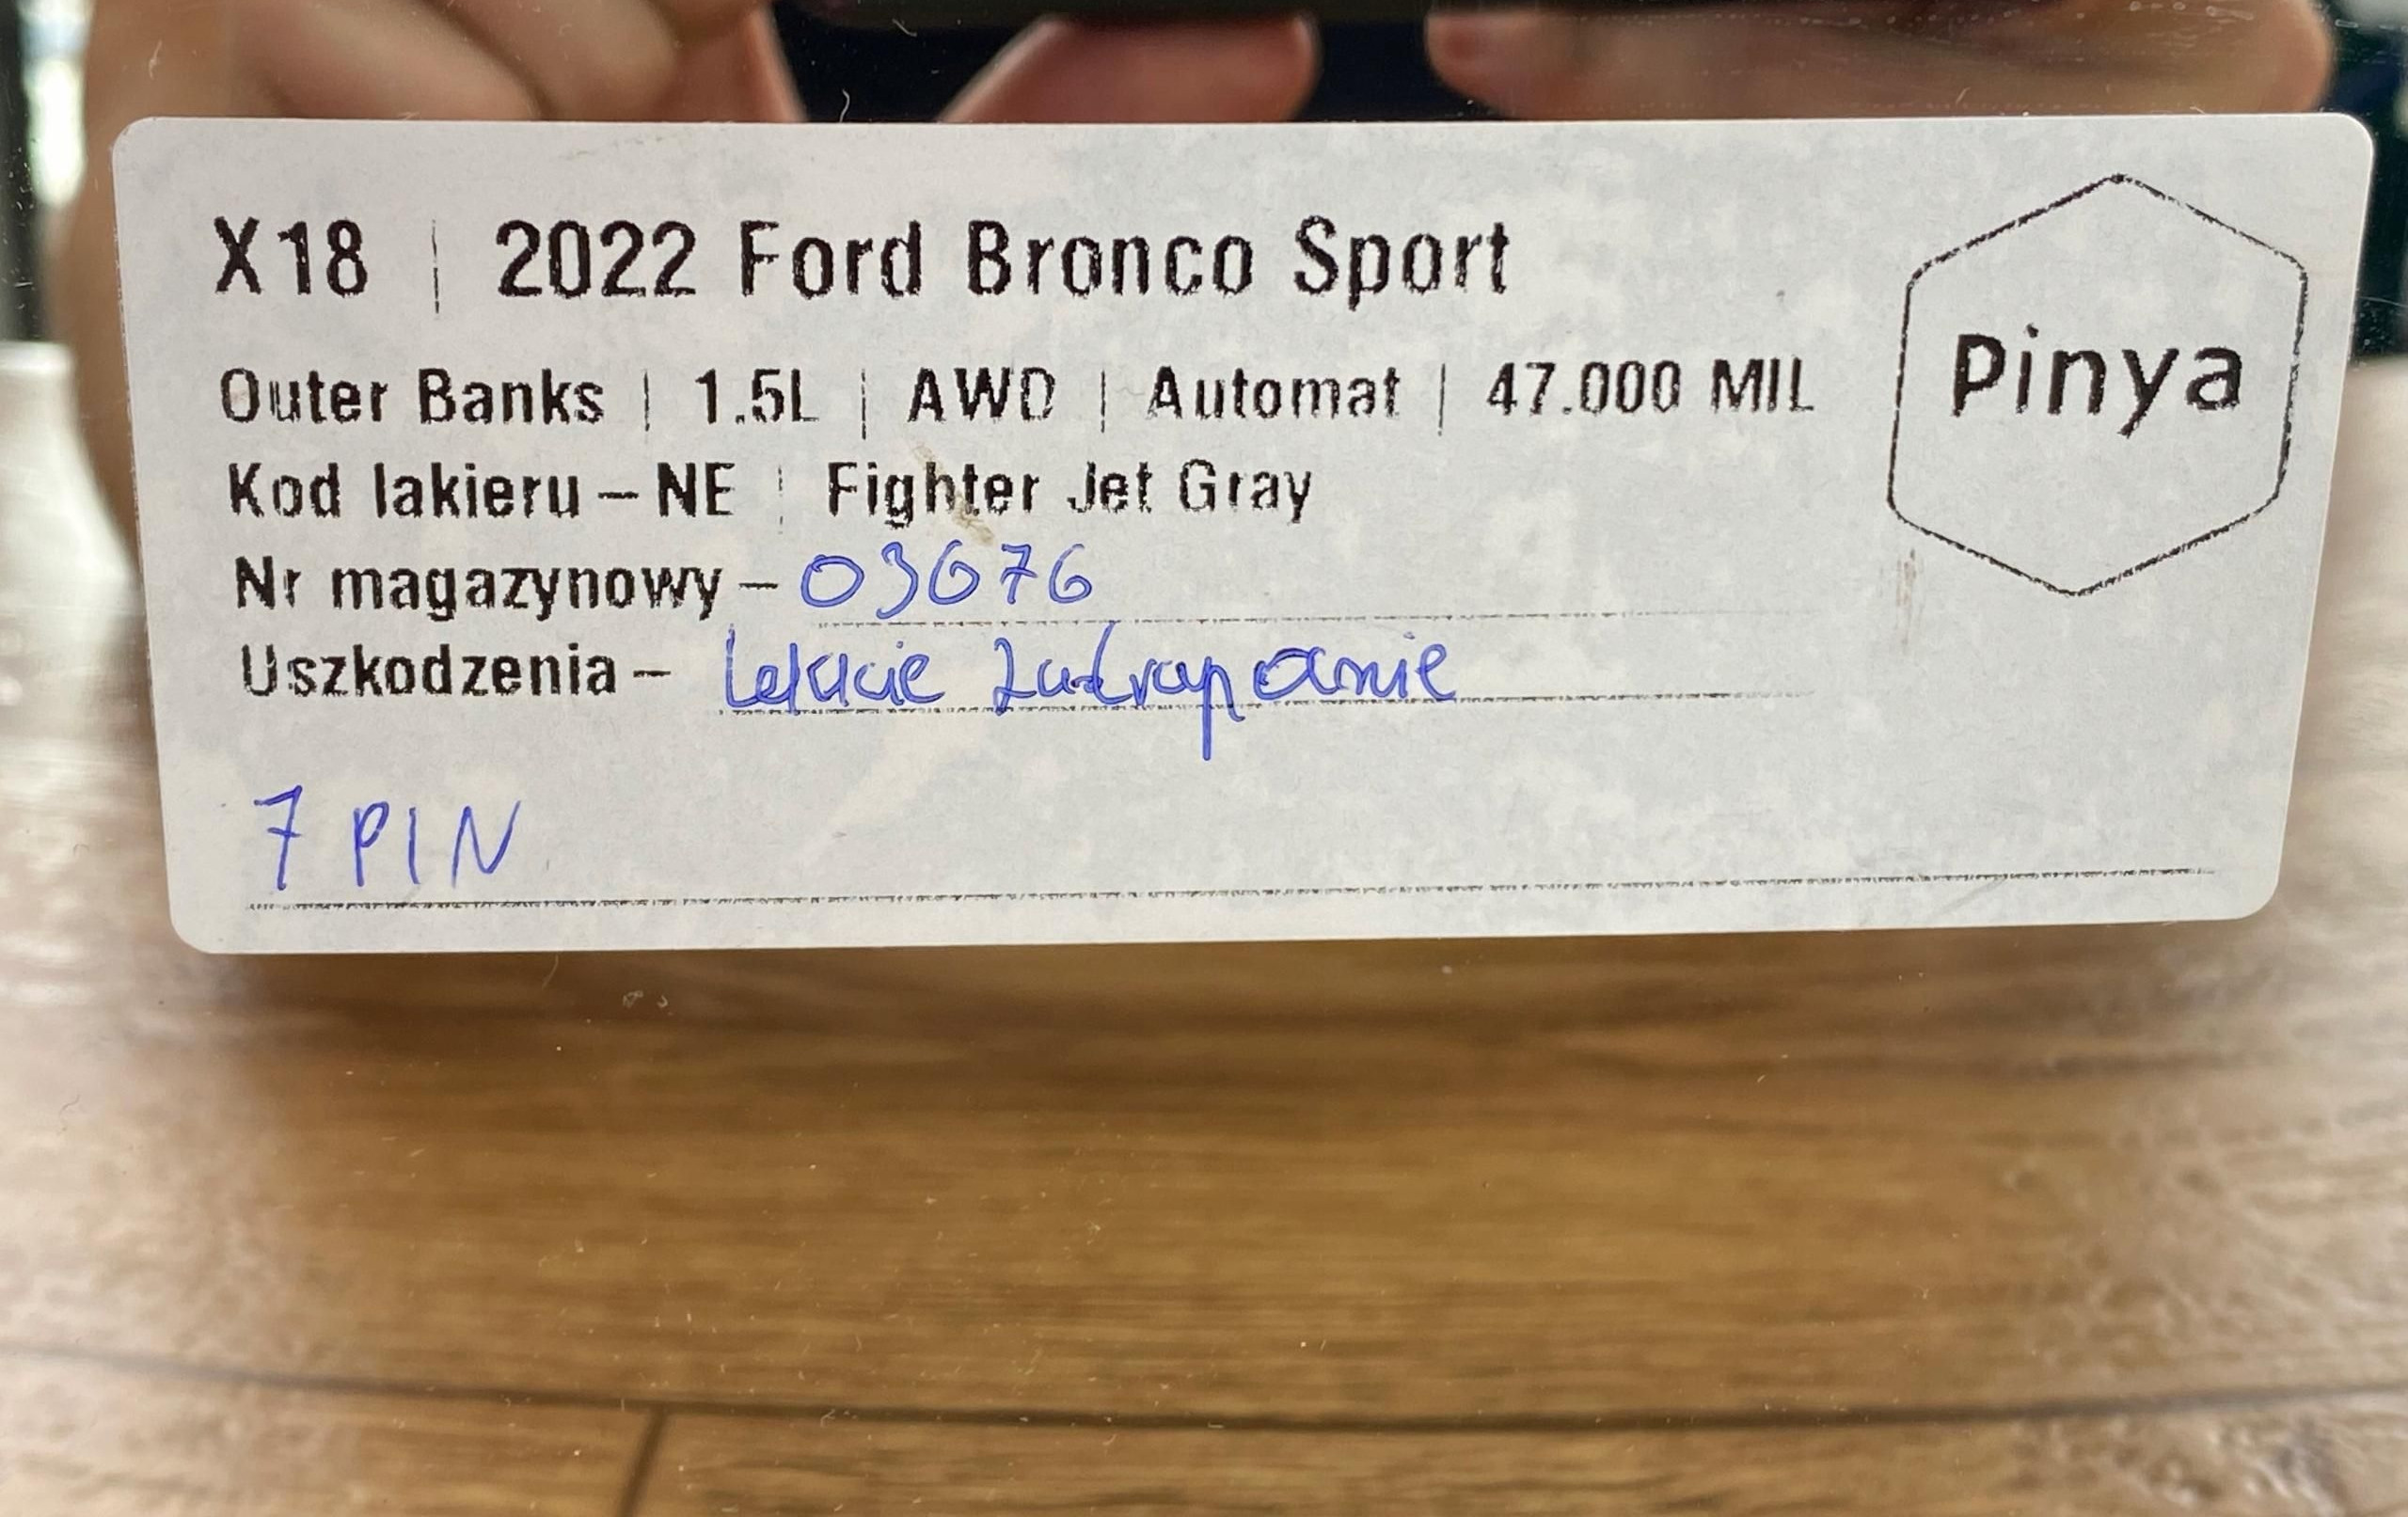 X18 | 2022 Ford Bronco Sport
Pinya
Outer Banks | 1.5L | AWD | Automat | 47.000 MIL
Kod lakieru – NE | Fighter Jet Gray
Nr magazynowy – 03676
Uszkodzenia – lekkie zadrapanie
7 PIN